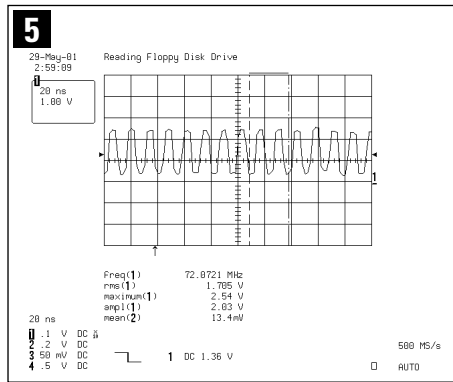 5
29-May-01 Reading Floppy Disk Drive
2:59:09
1
20 ns
1.00 V
1
freq(1) 72.0721 MHz
rms(1) 1.705 V
maximum(1) 2.54 V
ampl(1) 2.03 V
mean(2) 13.4mV
20 ns
1 .1 V DC
2 .2 V DC
3 50 mV DC 1 DC 1.36 V
4 .5 V DC
500 MS/s
AUTO